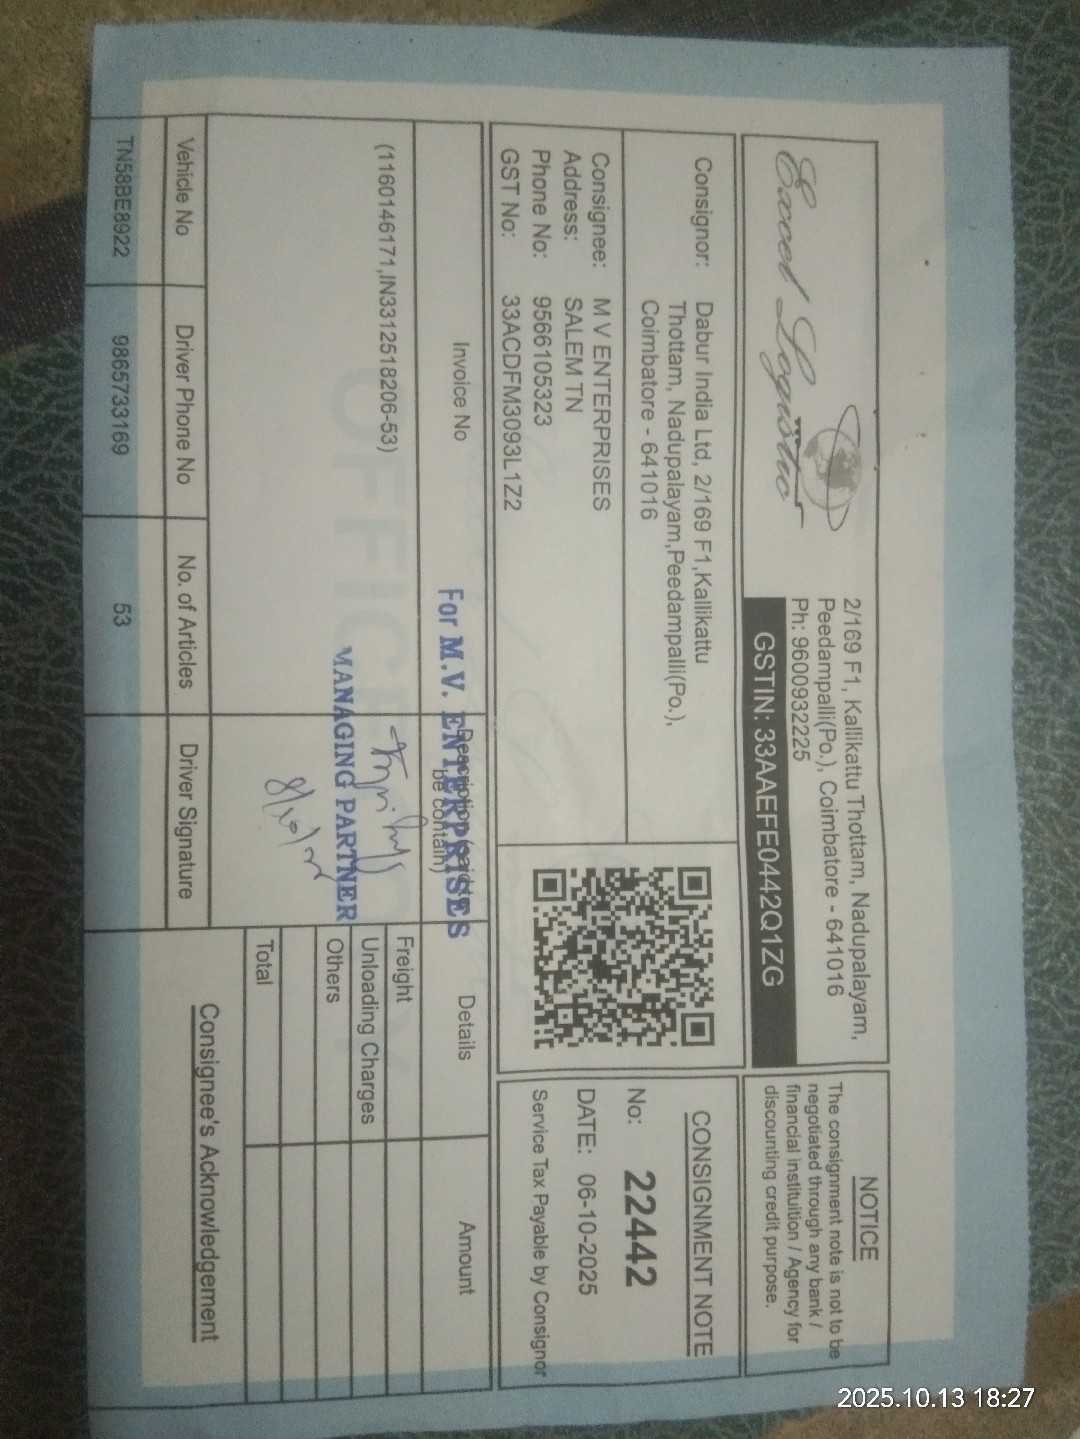 Excel Logistic
2/169 F1, Kallikattu Thottam, Nadupalayam,
Peedampalli(Po.), Coimbatore - 641016
Ph: 9600932225
GSTIN: 33AAEFE0442Q1ZG
NOTICE
The consignment note is not to be
negotiated through any bank /
financial instituition / Agency for
discounting credit purpose.
Consignor: Dabur India Ltd, 2/169 F1,Kallikattu
Thottam, Nadupalayam,Peedampalli(Po.),
Coimbatore - 641016
Consignee: M V ENTERPRISES
Address: SALEM TN
Phone No: 9566105323
GST No: 33ACDFM3093L1Z2
CONSIGNMENT NOTE
No: 22442
DATE: 06-10-2025
Service Tax Payable by Consignor
Invoice No
Description (said to
be contain)
Details
Amount
(1160146171,IN3312518206-53)
For M.V. ENTERPRISES
MANAGING PARTNER
OFFICE COPY
Freight
Unloading Charges
Others
Total
Vehicle No
Driver Phone No
No. of Articles
Driver Signature
TN58BE8922
9865733169
53
Consignee's Acknowledgement
2025.10.13 18:27